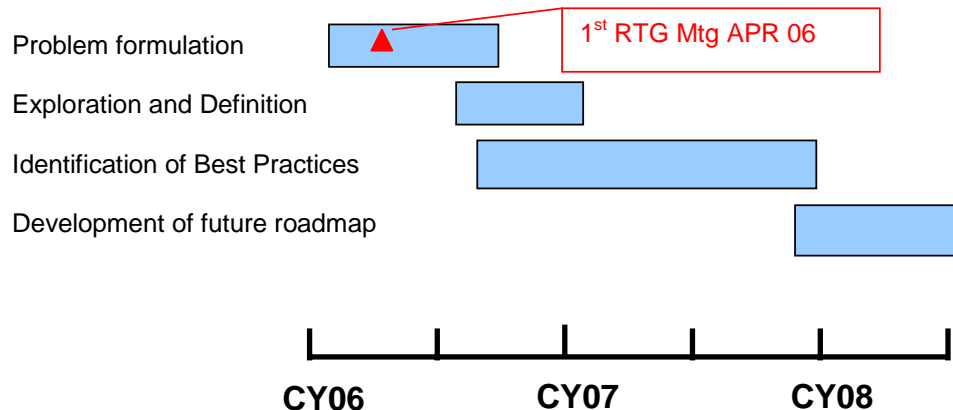 Problem formulation
1st RTG Mtg APR 06
Exploration and Definition
Identification of Best Practices
Development of future roadmap
CY06 CY07 CY08